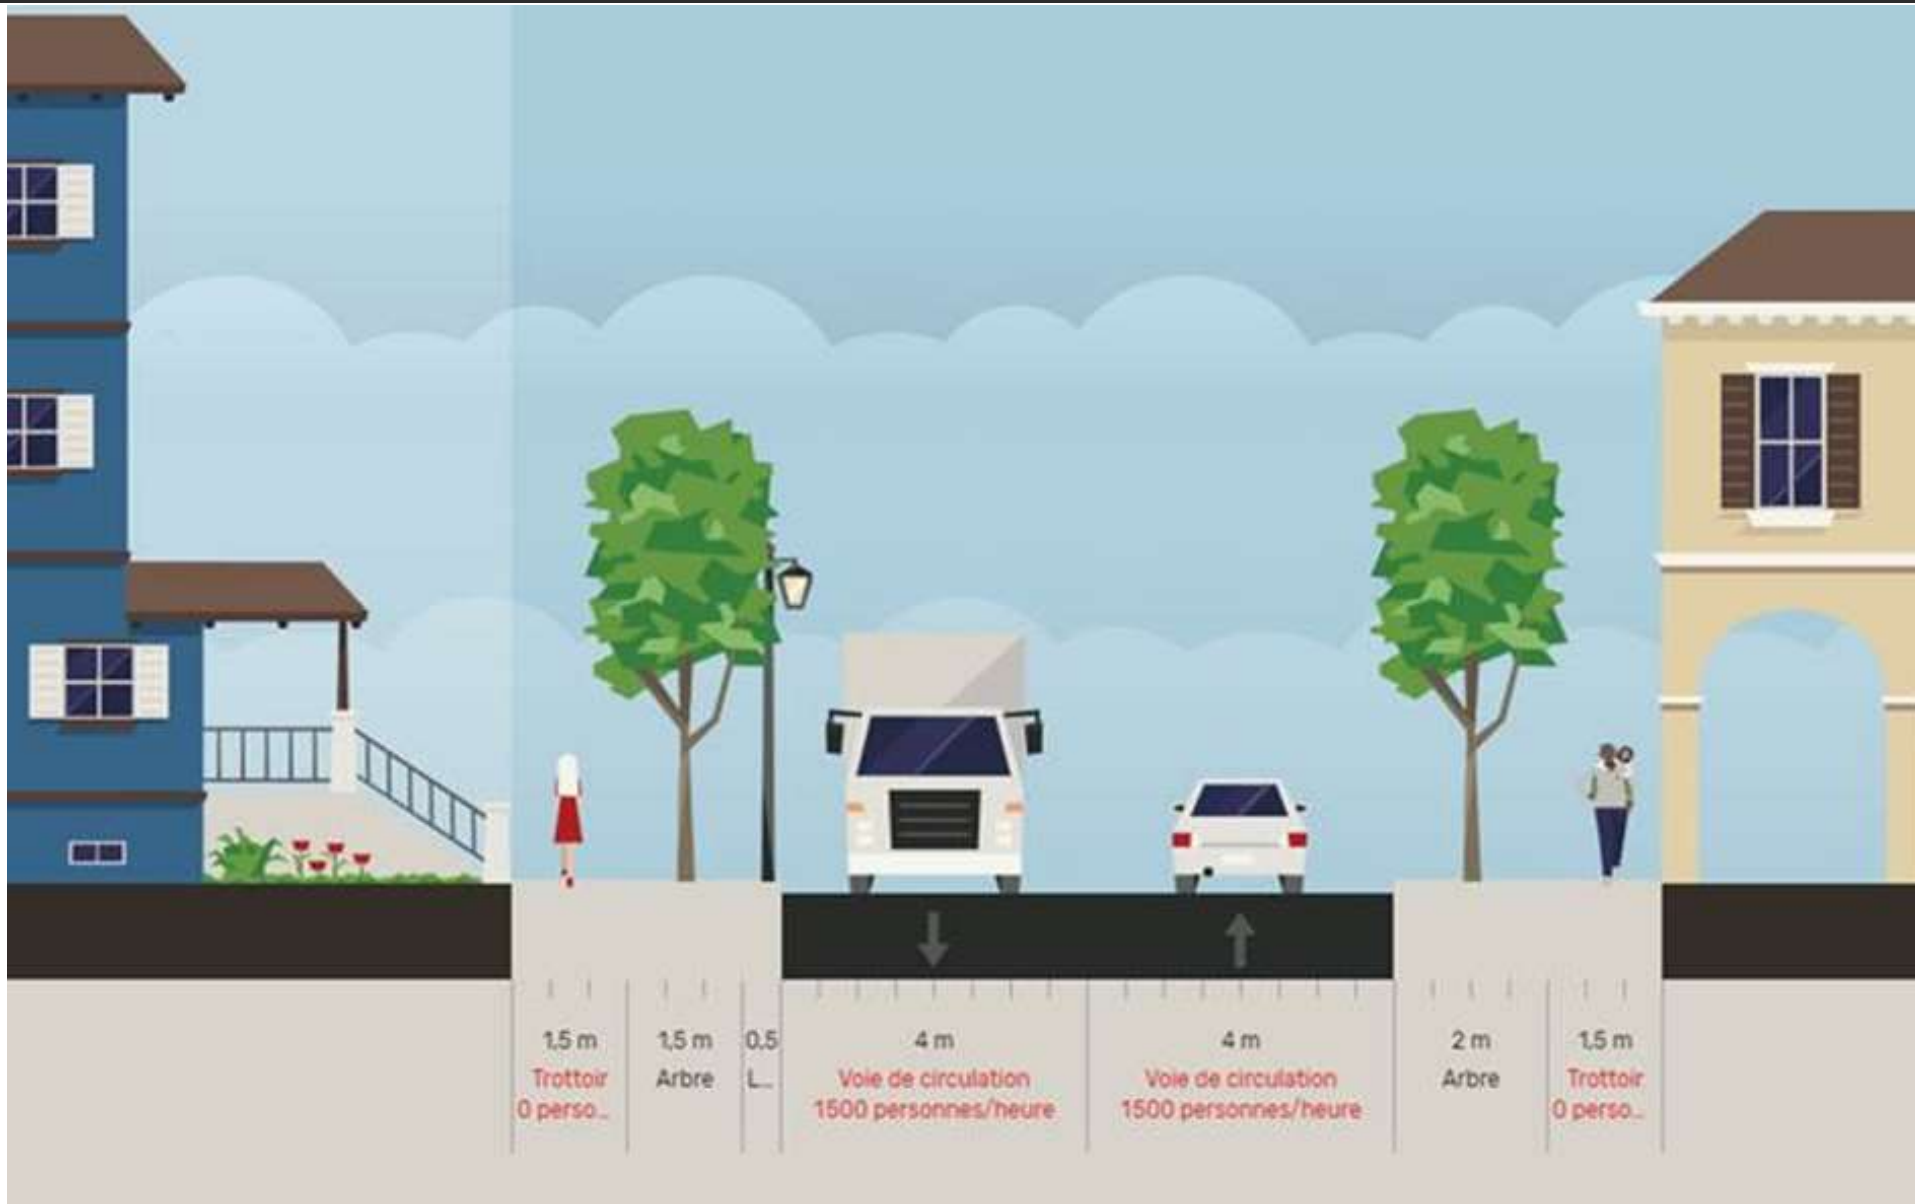 1,5 m
Trottoir
0 perso...
1,5 m
Arbre
0,5
L...
4 m
Voie de circulation
1500 personnes/heure
4 m
Voie de circulation
1500 personnes/heure
2 m
Arbre
1,5 m
Trottoir
0 perso...